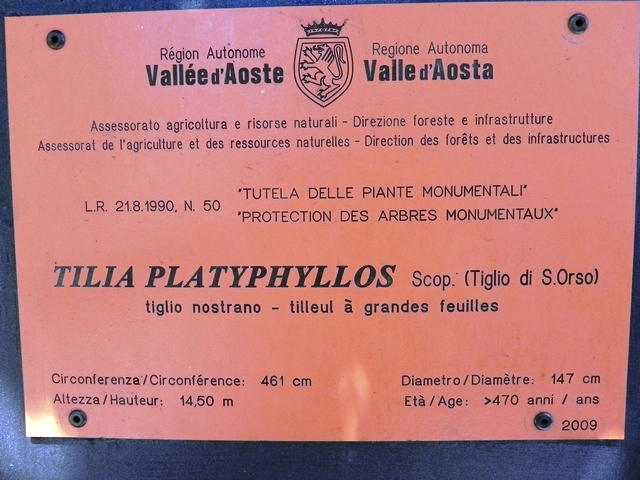 Région Autònome Regione Autonoma
Vallée d'Aoste Valle d'Aosta
Assessorato agricoltura e risorse naturali - Direzione foreste e infrastrutture
Assessorat de l'agriculture et des ressources naturelles - Direction des forêts et des infrastructures
L.R. 21.8.1990, N. 50 "TUTELA DELLE PIANTE MONUMENTALI"
"PROTECTION DES ARBRES MONUMENTAUX"
TILIA PLATYPHYLLOS Scop. (Tiglio di S.Orso)
tiglio nostrano - tilleul à grandes feuilles
Circonferenza/Circonférence: 461 cm Diametro/Diamètre: 147 cm
Altezza/Hauteur: 14,50 m Età/Age: >470 anni / ans
2009